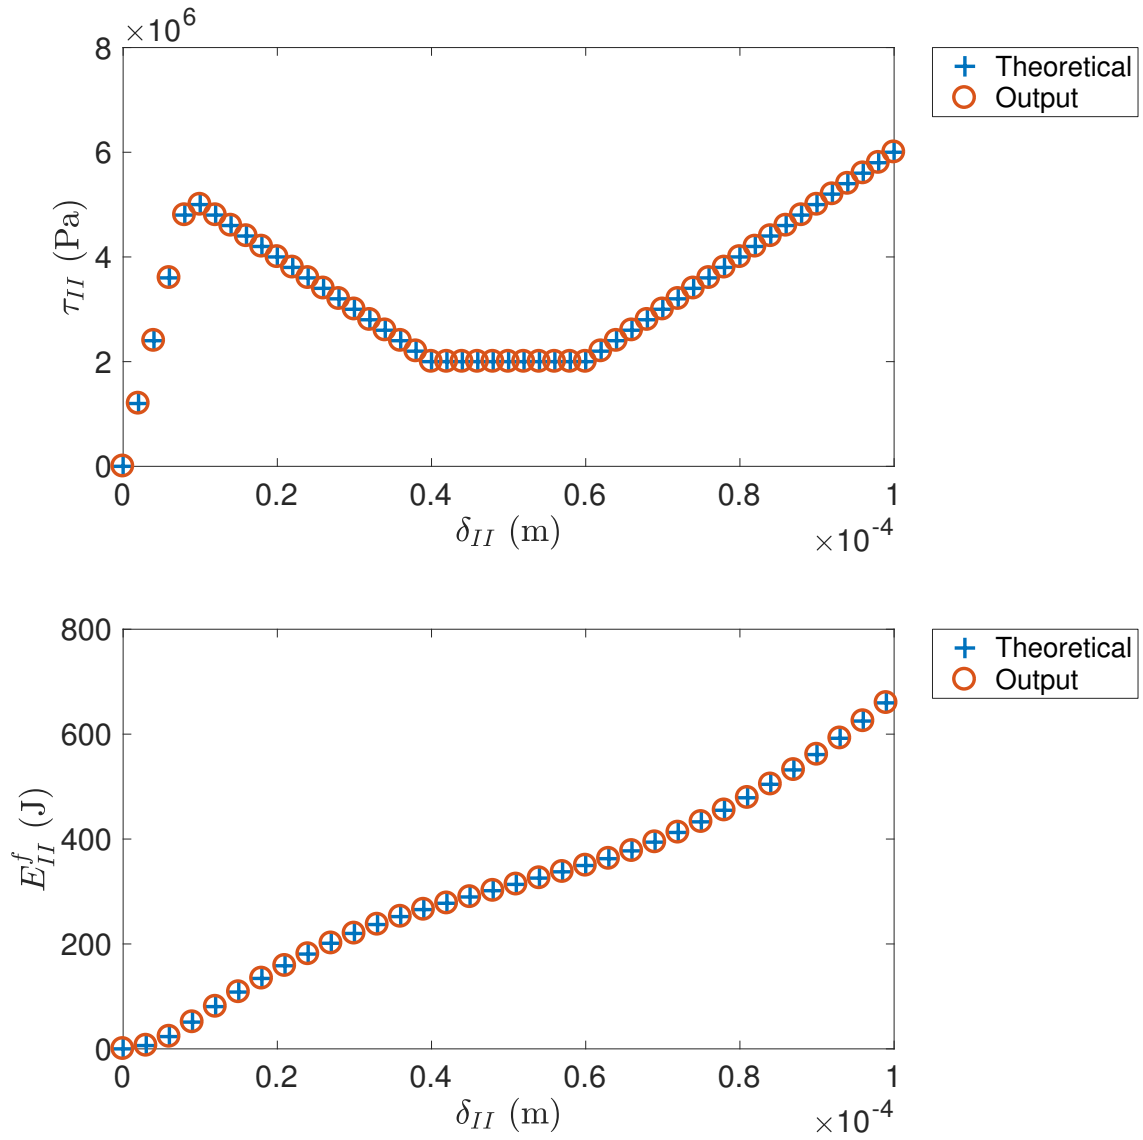 ×10⁶
8
6
4
2
0
τ_II (Pa)
0 0.2 0.4 0.6 0.8 1
δ_II (m)
×10⁻⁴
Theoretical
Output
800
600
400
200
0
E^f_II (J)
0 0.2 0.4 0.6 0.8 1
δ_II (m)
×10⁻⁴
Theoretical
Output